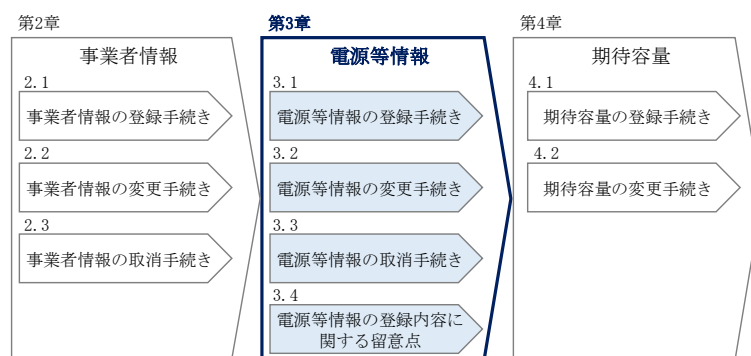 第2章
事業者情報
2.1
事業者情報の登録手続き
2.2
事業者情報の変更手続き
2.3
事業者情報の取消手続き
第3章
電源等情報
3.1
電源等情報の登録手続き
3.2
電源等情報の変更手続き
3.3
電源等情報の取消手続き
3.4
電源等情報の登録内容に
関する留意点
第4章
期待容量
4.1
期待容量の登録手続き
4.2
期待容量の変更手続き